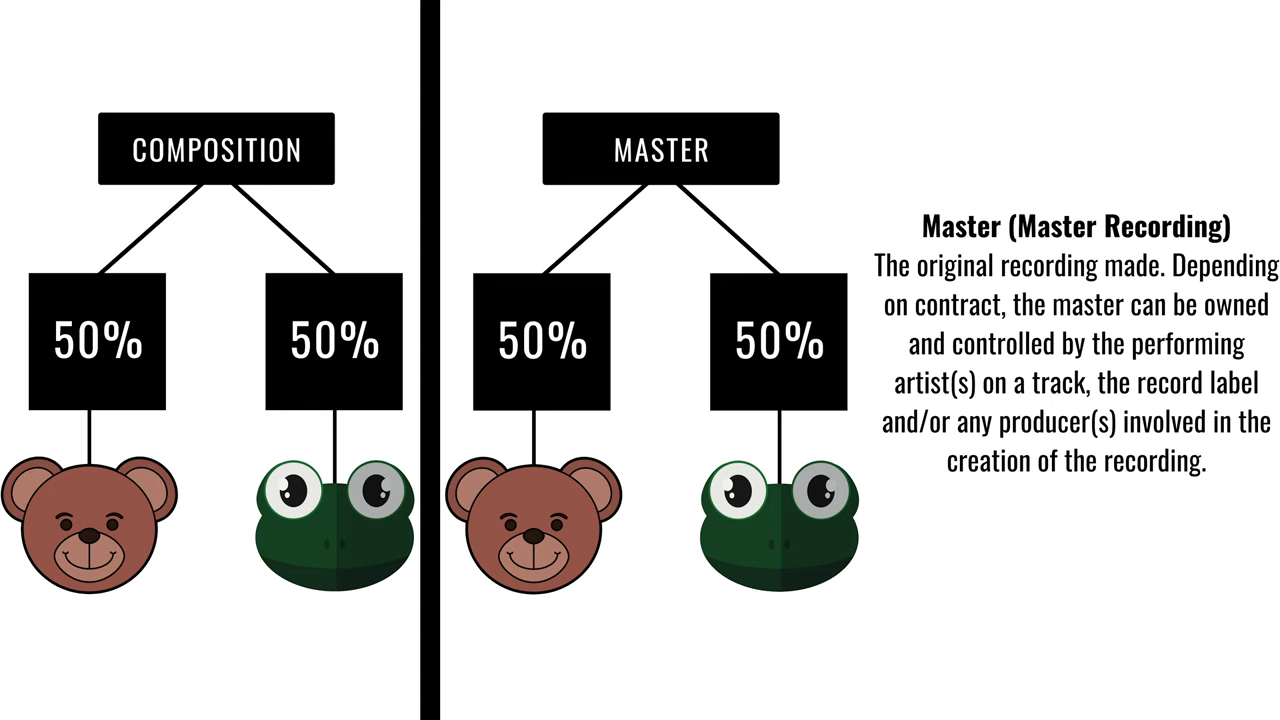 COMPOSITION
50%
50%
MASTER
50%
50%
Master (Master Recording)
The original recording made. Depending
on contract, the master can be owned
and controlled by the performing
artist(s) on a track, the record label
and/or any producer(s) involved in the
creation of the recording.